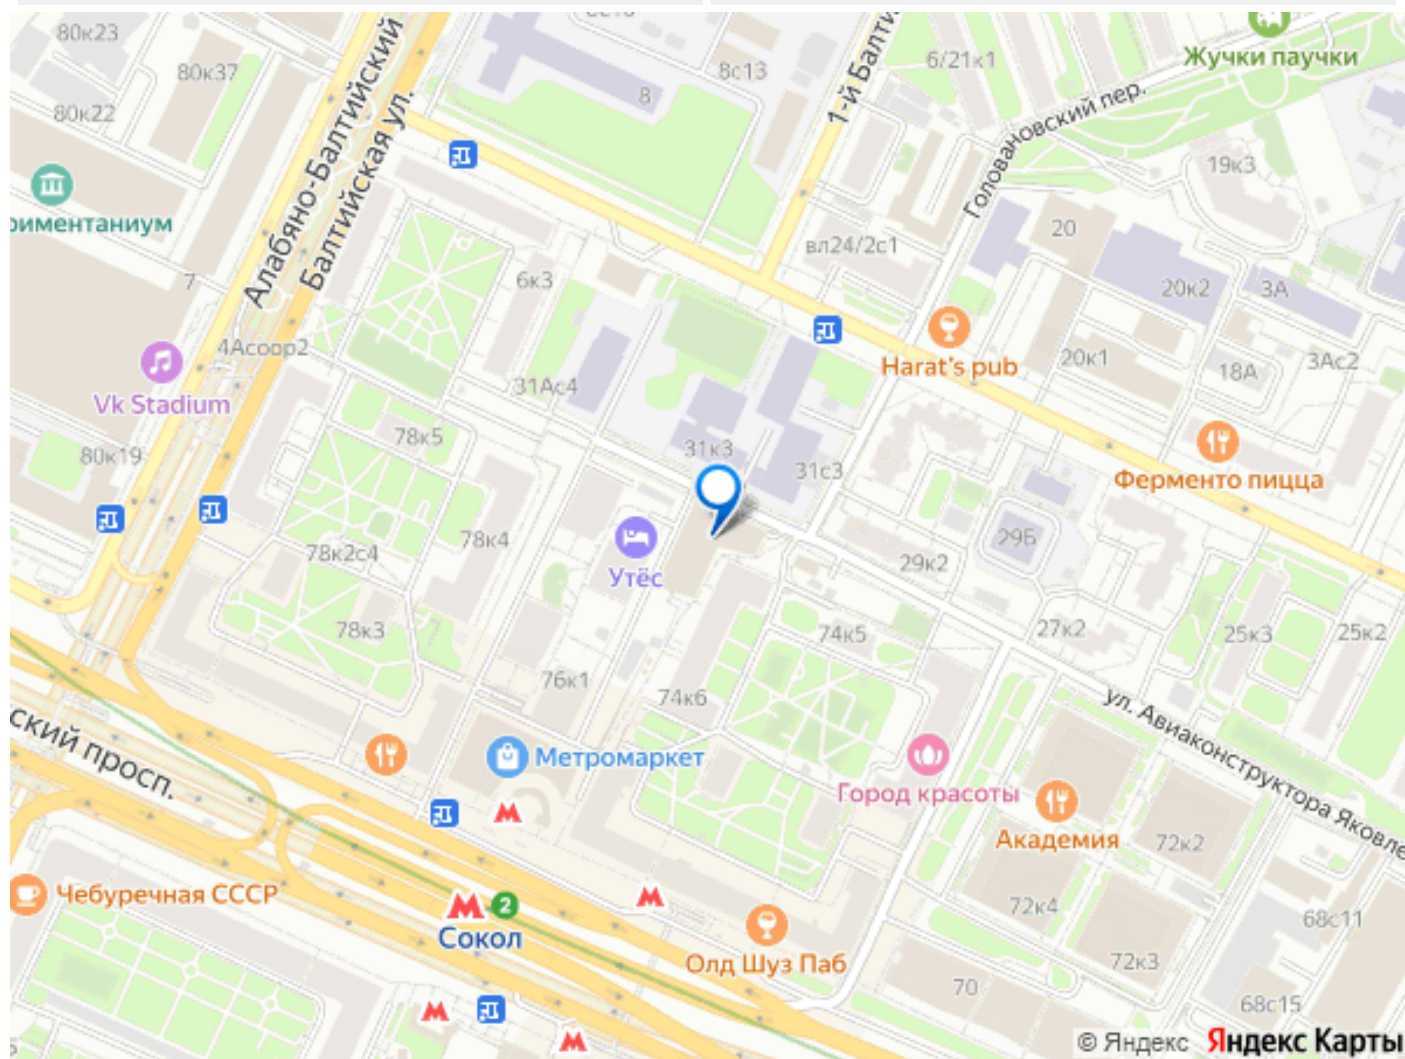 80к23
80к37
80к22
8с13
8
6/21к1
Жучки паучки
1-й Балти
Головановский пер.
Алабяно-Балтийский
Балтийская ул.
19к3
риментаниум
20
вл24/2с1
7
6к3
20к2
3А
4Асоор2
Harat's pub
20к1
3Ас2
18А
Vk Stadium
31Ас4
78к5
80к19
31к3
31с3
Ферменто пицца
78к2с4
78к4
29Б
29к2
Утёс
78к3
74к5
27к2
25к3
25к2
76к1
74к6
ский просп.
ул. Авиаконструктора Яковле
Метромаркет
Город красоты
Академия
72к2
Чебуречная СССР
2
Сокол
72к4
68с11
Олд Шуз Паб
72к3
70
68с15
© Яндекс Яндекс Карты